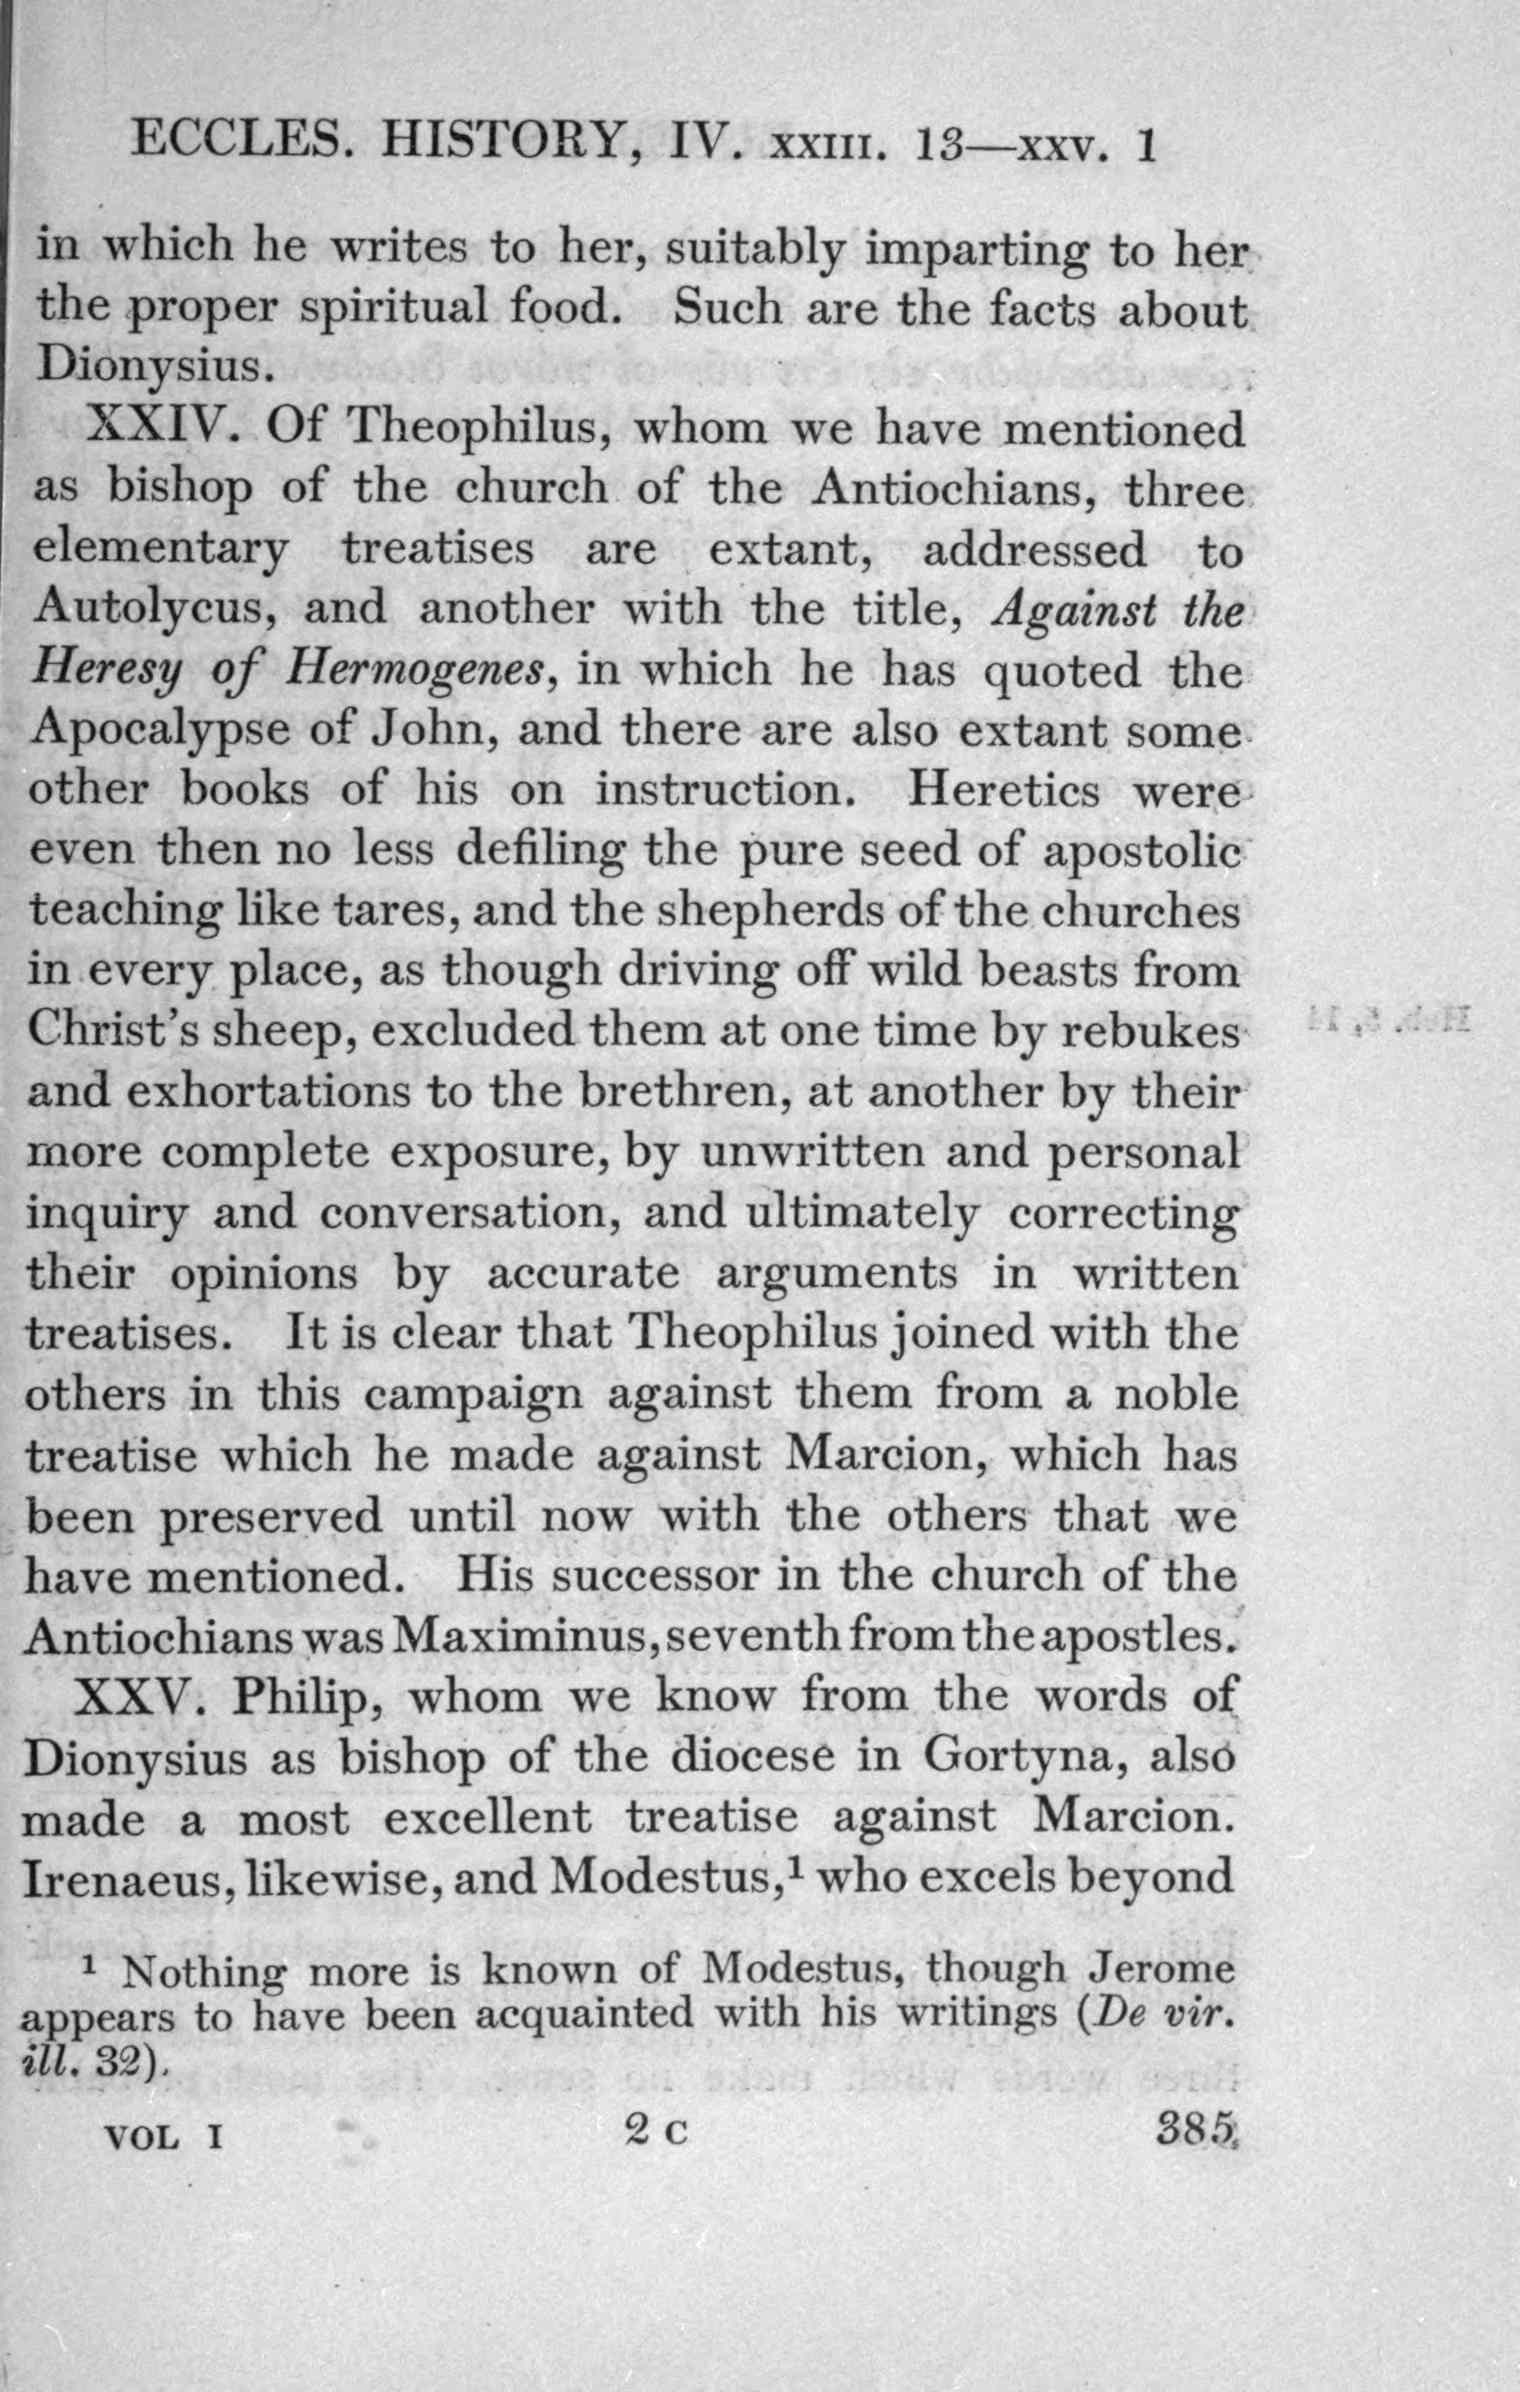 ECCLES. HISTORY, IV. XXIII. 13—XXV. 1
in which he writes to her, suitably imparting to her
the proper spiritual food. Such are the facts about
Dionysius.
XXIV. Of Theophilus, whom we have mentioned
as bishop of the church of the Antiochians, three
elementary treatises are extant, addressed to
Autolycus, and another with the title, Against the
Heresy of Hermogenes, in which he has quoted the
Apocalypse of John, and there are also extant some
other books of his on instruction. Heretics were
even then no less defiling the pure seed of apostolic
teaching like tares, and the shepherds of the churches
in every place, as though driving off wild beasts from
Christ's sheep, excluded them at one time by rebukes
and exhortations to the brethren, at another by their
more complete exposure, by unwritten and personal
inquiry and conversation, and ultimately correcting
their opinions by accurate arguments in written
treatises. It is clear that Theophilus joined with the
others in this campaign against them from a noble
treatise which he made against Marcion, which has
been preserved until now with the others that we
have mentioned. His successor in the church of the
Antiochians was Maximinus, seventh from the apostles.
XXV. Philip, whom we know from the words of
Dionysius as bishop of the diocese in Gortyna, also
made a most excellent treatise against Marcion.
Irenaeus, likewise, and Modestus,¹ who excels beyond
¹ Nothing more is known of Modestus, though Jerome
appears to have been acquainted with his writings (De vir.
ill. 32).
VOL I 2 C 385